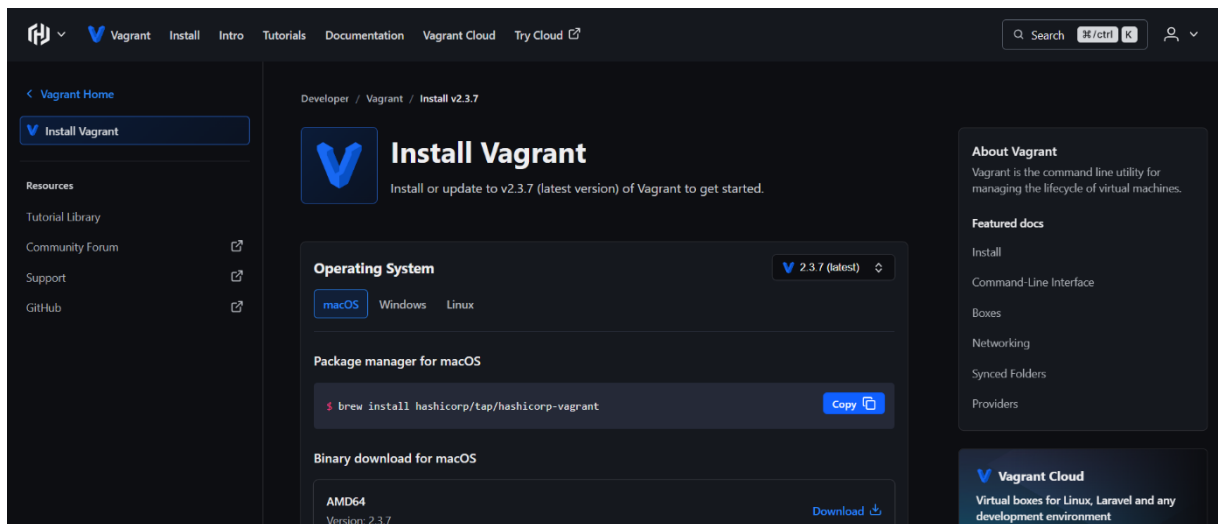 Vagrant Install Intro Tutorials Documentation Vagrant Cloud Try Cloud Search ⌘/ctrl K
Vagrant Home
Install Vagrant
Resources
Tutorial Library
Community Forum
Support
GitHub
Developer / Vagrant / Install v2.3.7
Install Vagrant
Install or update to v2.3.7 (latest version) of Vagrant to get started.
Operating System 2.3.7 (latest)
macOS Windows Linux
Package manager for macOS
$ brew install hashicorp/tap/hashicorp-vagrant Copy
Binary download for macOS
AMD64
Version: 2.3.7 Download
About Vagrant
Vagrant is the command line utility for
managing the lifecycle of virtual machines.
Featured docs
Install
Command-Line Interface
Boxes
Networking
Synced Folders
Providers
Vagrant Cloud
Virtual boxes for Linux, Laravel and any
development environment